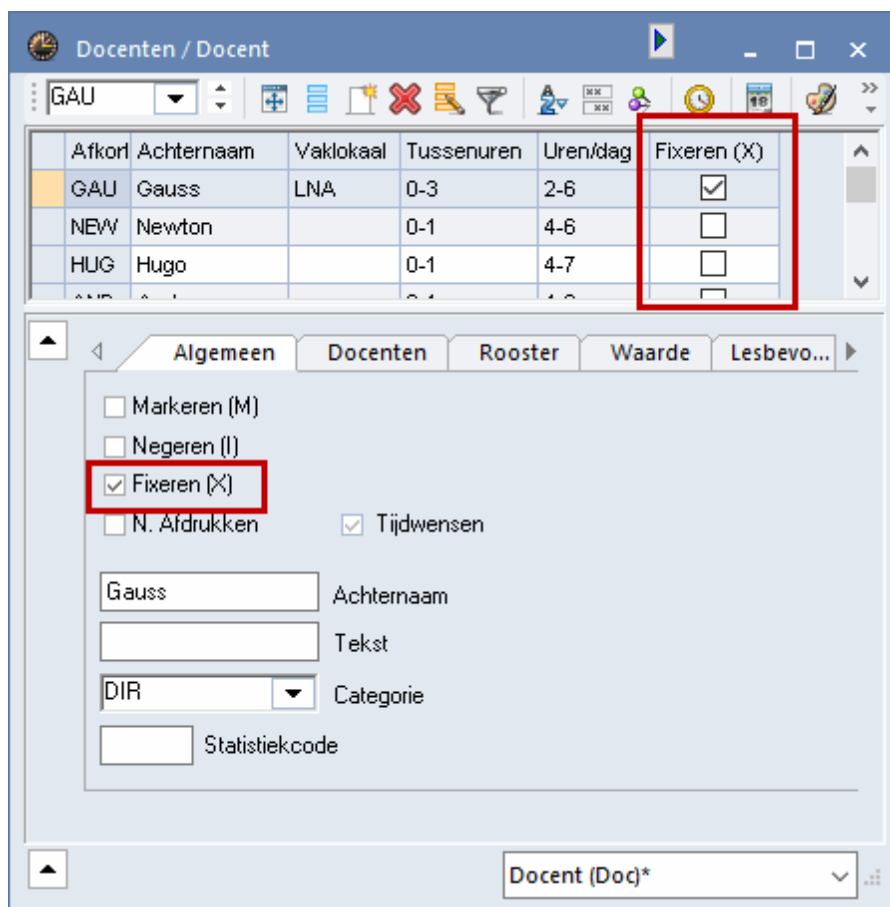 Docenten / Docent
GAU
Afkort Achternaam Vaklokaal Tussenuren Uren/dag Fixeren (X)
GAU Gauss LNA 0-3 2-6
NEW Newton 0-1 4-6
HUG Hugo 0-1 4-7
Algemeen Docenten Rooster Waarde Lesbevo...
Markeren (M)
Negeren (I)
Fixeren (X)
N. Afdrukken Tijdwensen
Gauss Achternaam
Tekst
DIR Categorie
Statistiekcode
Docent (Doc)*